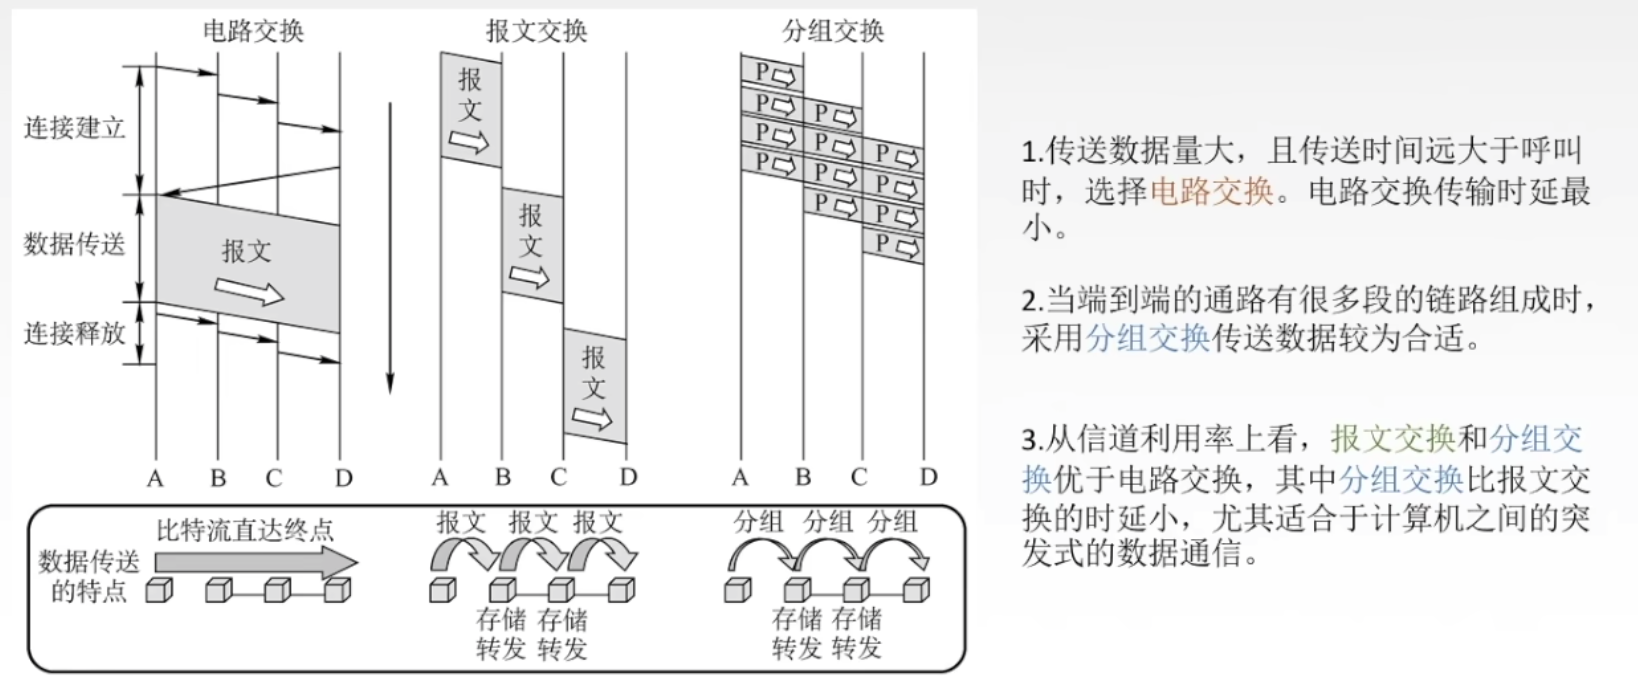 电路交换
报文交换
分组交换
连接建立
数据传送
连接释放
报文
A B C D
报
文
报
文
报
文
A B C D
P
P P
P P P
P P P
P P
P
A B C D
数据传送
的特点
比特流直达终点
报文 报文 报文
存储 存储
转发 转发
分组 分组 分组
存储 存储
转发 转发
1.传送数据量大，且传送时间远大于呼叫
时，选择电路交换。电路交换传输时延最
小。
2.当端到端的通路有很多段的链路组成时，
采用分组交换传送数据较为合适。
3.从信道利用率上看，报文交换和分组交
换优于电路交换，其中分组交换比报文交
换的时延小，尤其适合于计算机之间的突
发式的数据通信。